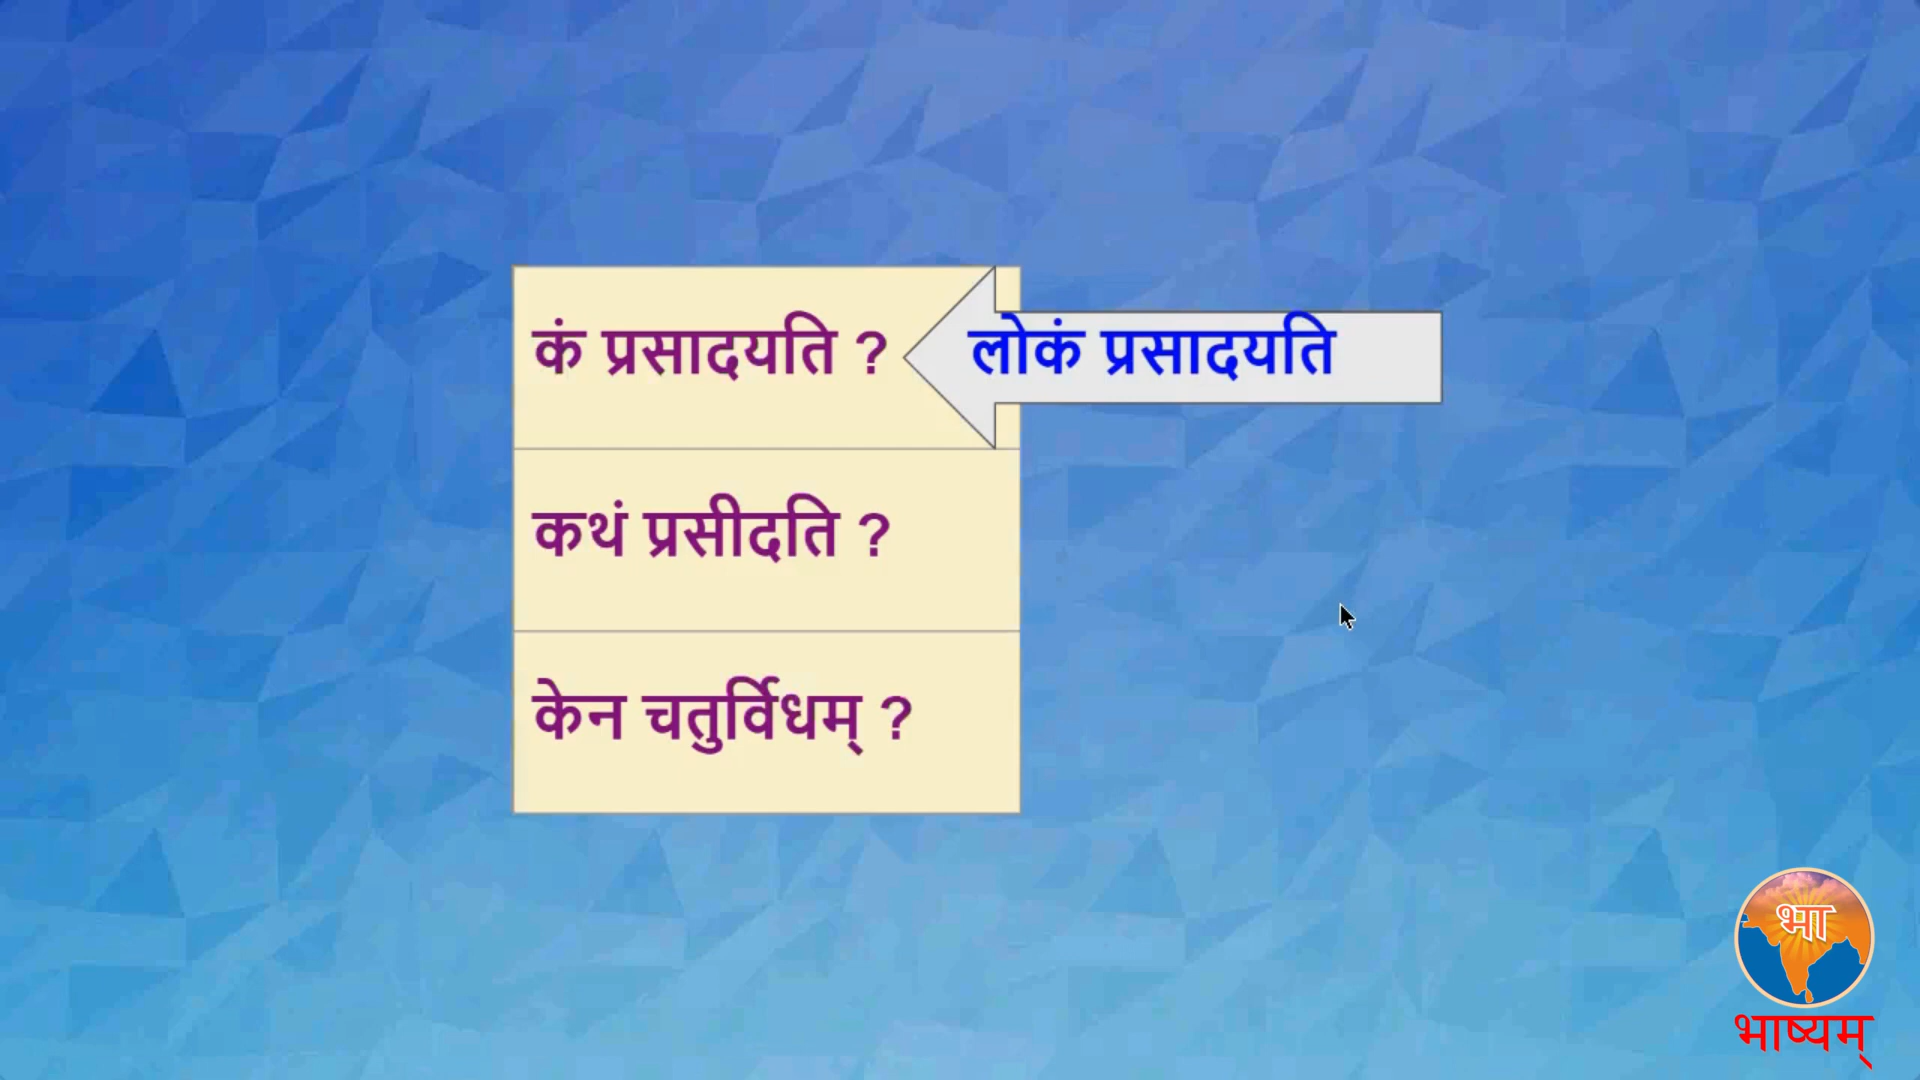 कं प्रसादयति ?
लोकं प्रसादयति
कथं प्रसीदति ?
केन चतुर्विधम् ?
भा
भाष्यम्